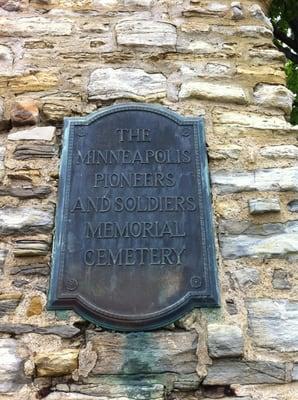 THE
MINNEAPOLIS
PIONEERS
AND SOLDIERS
MEMORIAL
CEMETERY